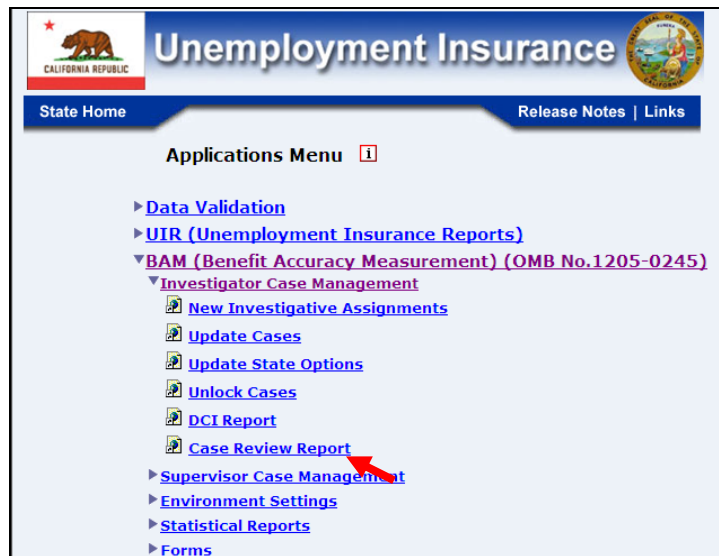 CALIFORNIA REPUBLIC
Unemployment Insurance
State Home
Release Notes | Links
Applications Menu i
Data Validation
UIR (Unemployment Insurance Reports)
BAM (Benefit Accuracy Measurement) (OMB No.1205-0245)
Investigator Case Management
New Investigative Assignments
Update Cases
Update State Options
Unlock Cases
DCI Report
Case Review Report
Supervisor Case Management
Environment Settings
Statistical Reports
Forms